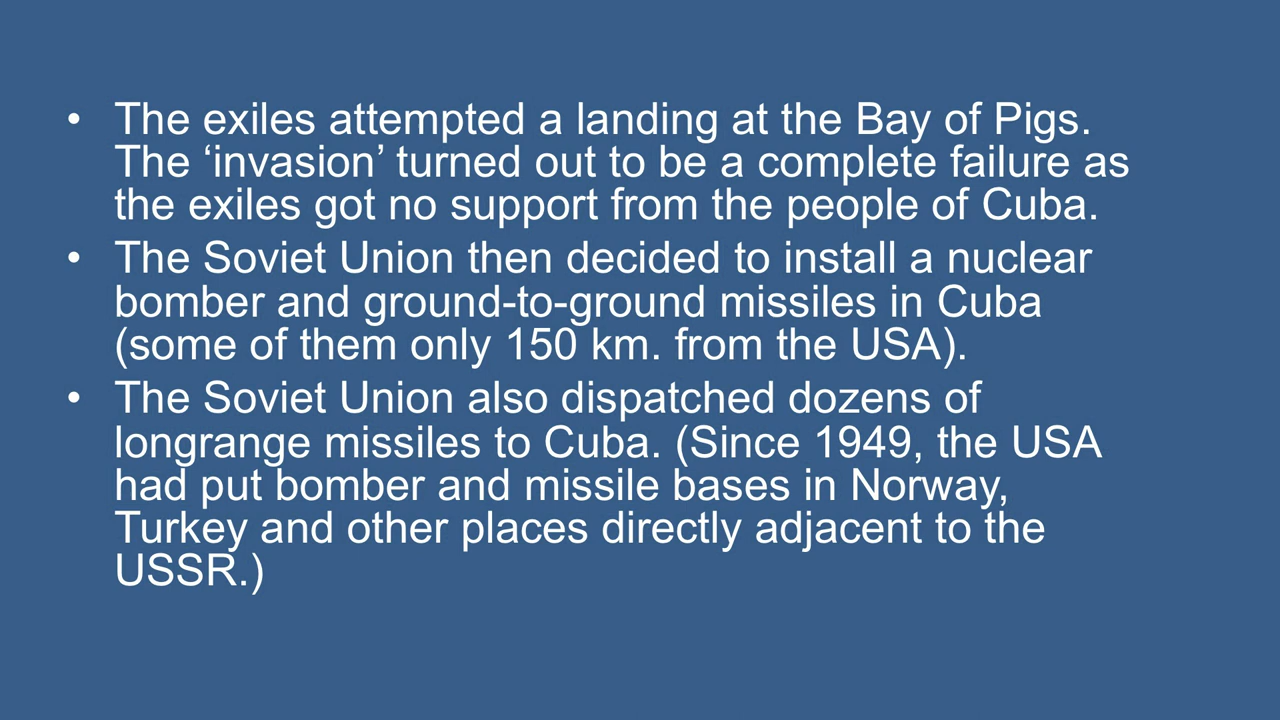 • The exiles attempted a landing at the Bay of Pigs.
The ‘invasion’ turned out to be a complete failure as
the exiles got no support from the people of Cuba.
• The Soviet Union then decided to install a nuclear
bomber and ground-to-ground missiles in Cuba
(some of them only 150 km. from the USA).
• The Soviet Union also dispatched dozens of
longrange missiles to Cuba. (Since 1949, the USA
had put bomber and missile bases in Norway,
Turkey and other places directly adjacent to the
USSR.)